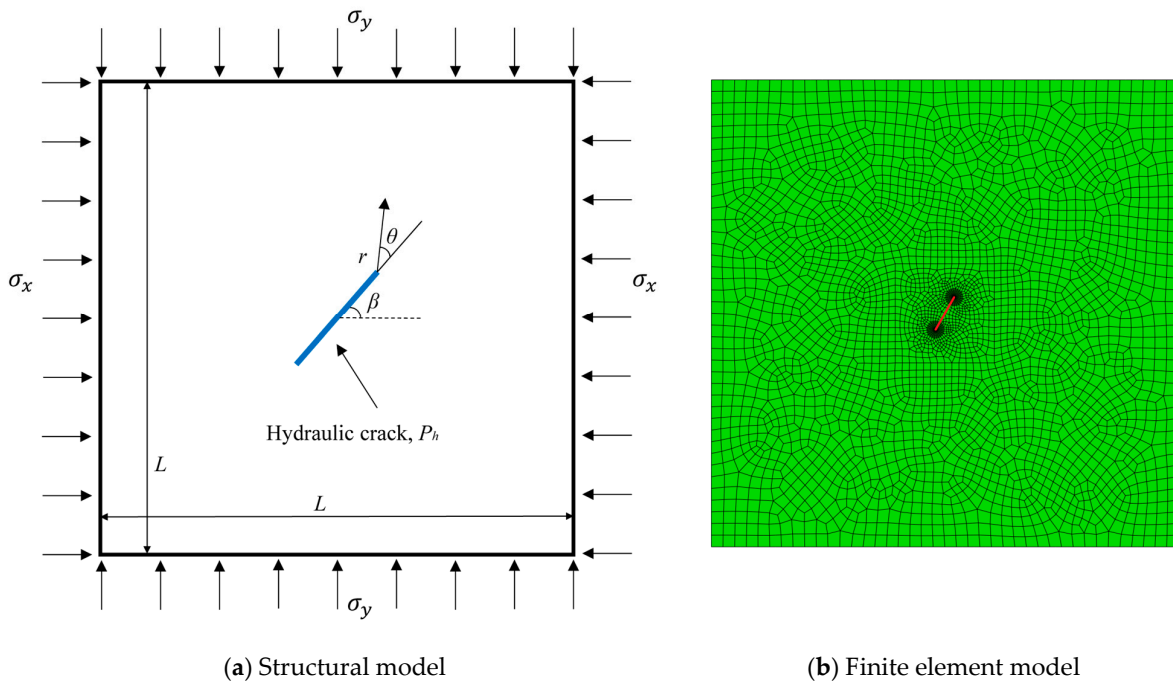 σy
θ
r
σx
σx
β
Hydraulic crack, Ph
L
L
σy
(a) Structural model
(b) Finite element model